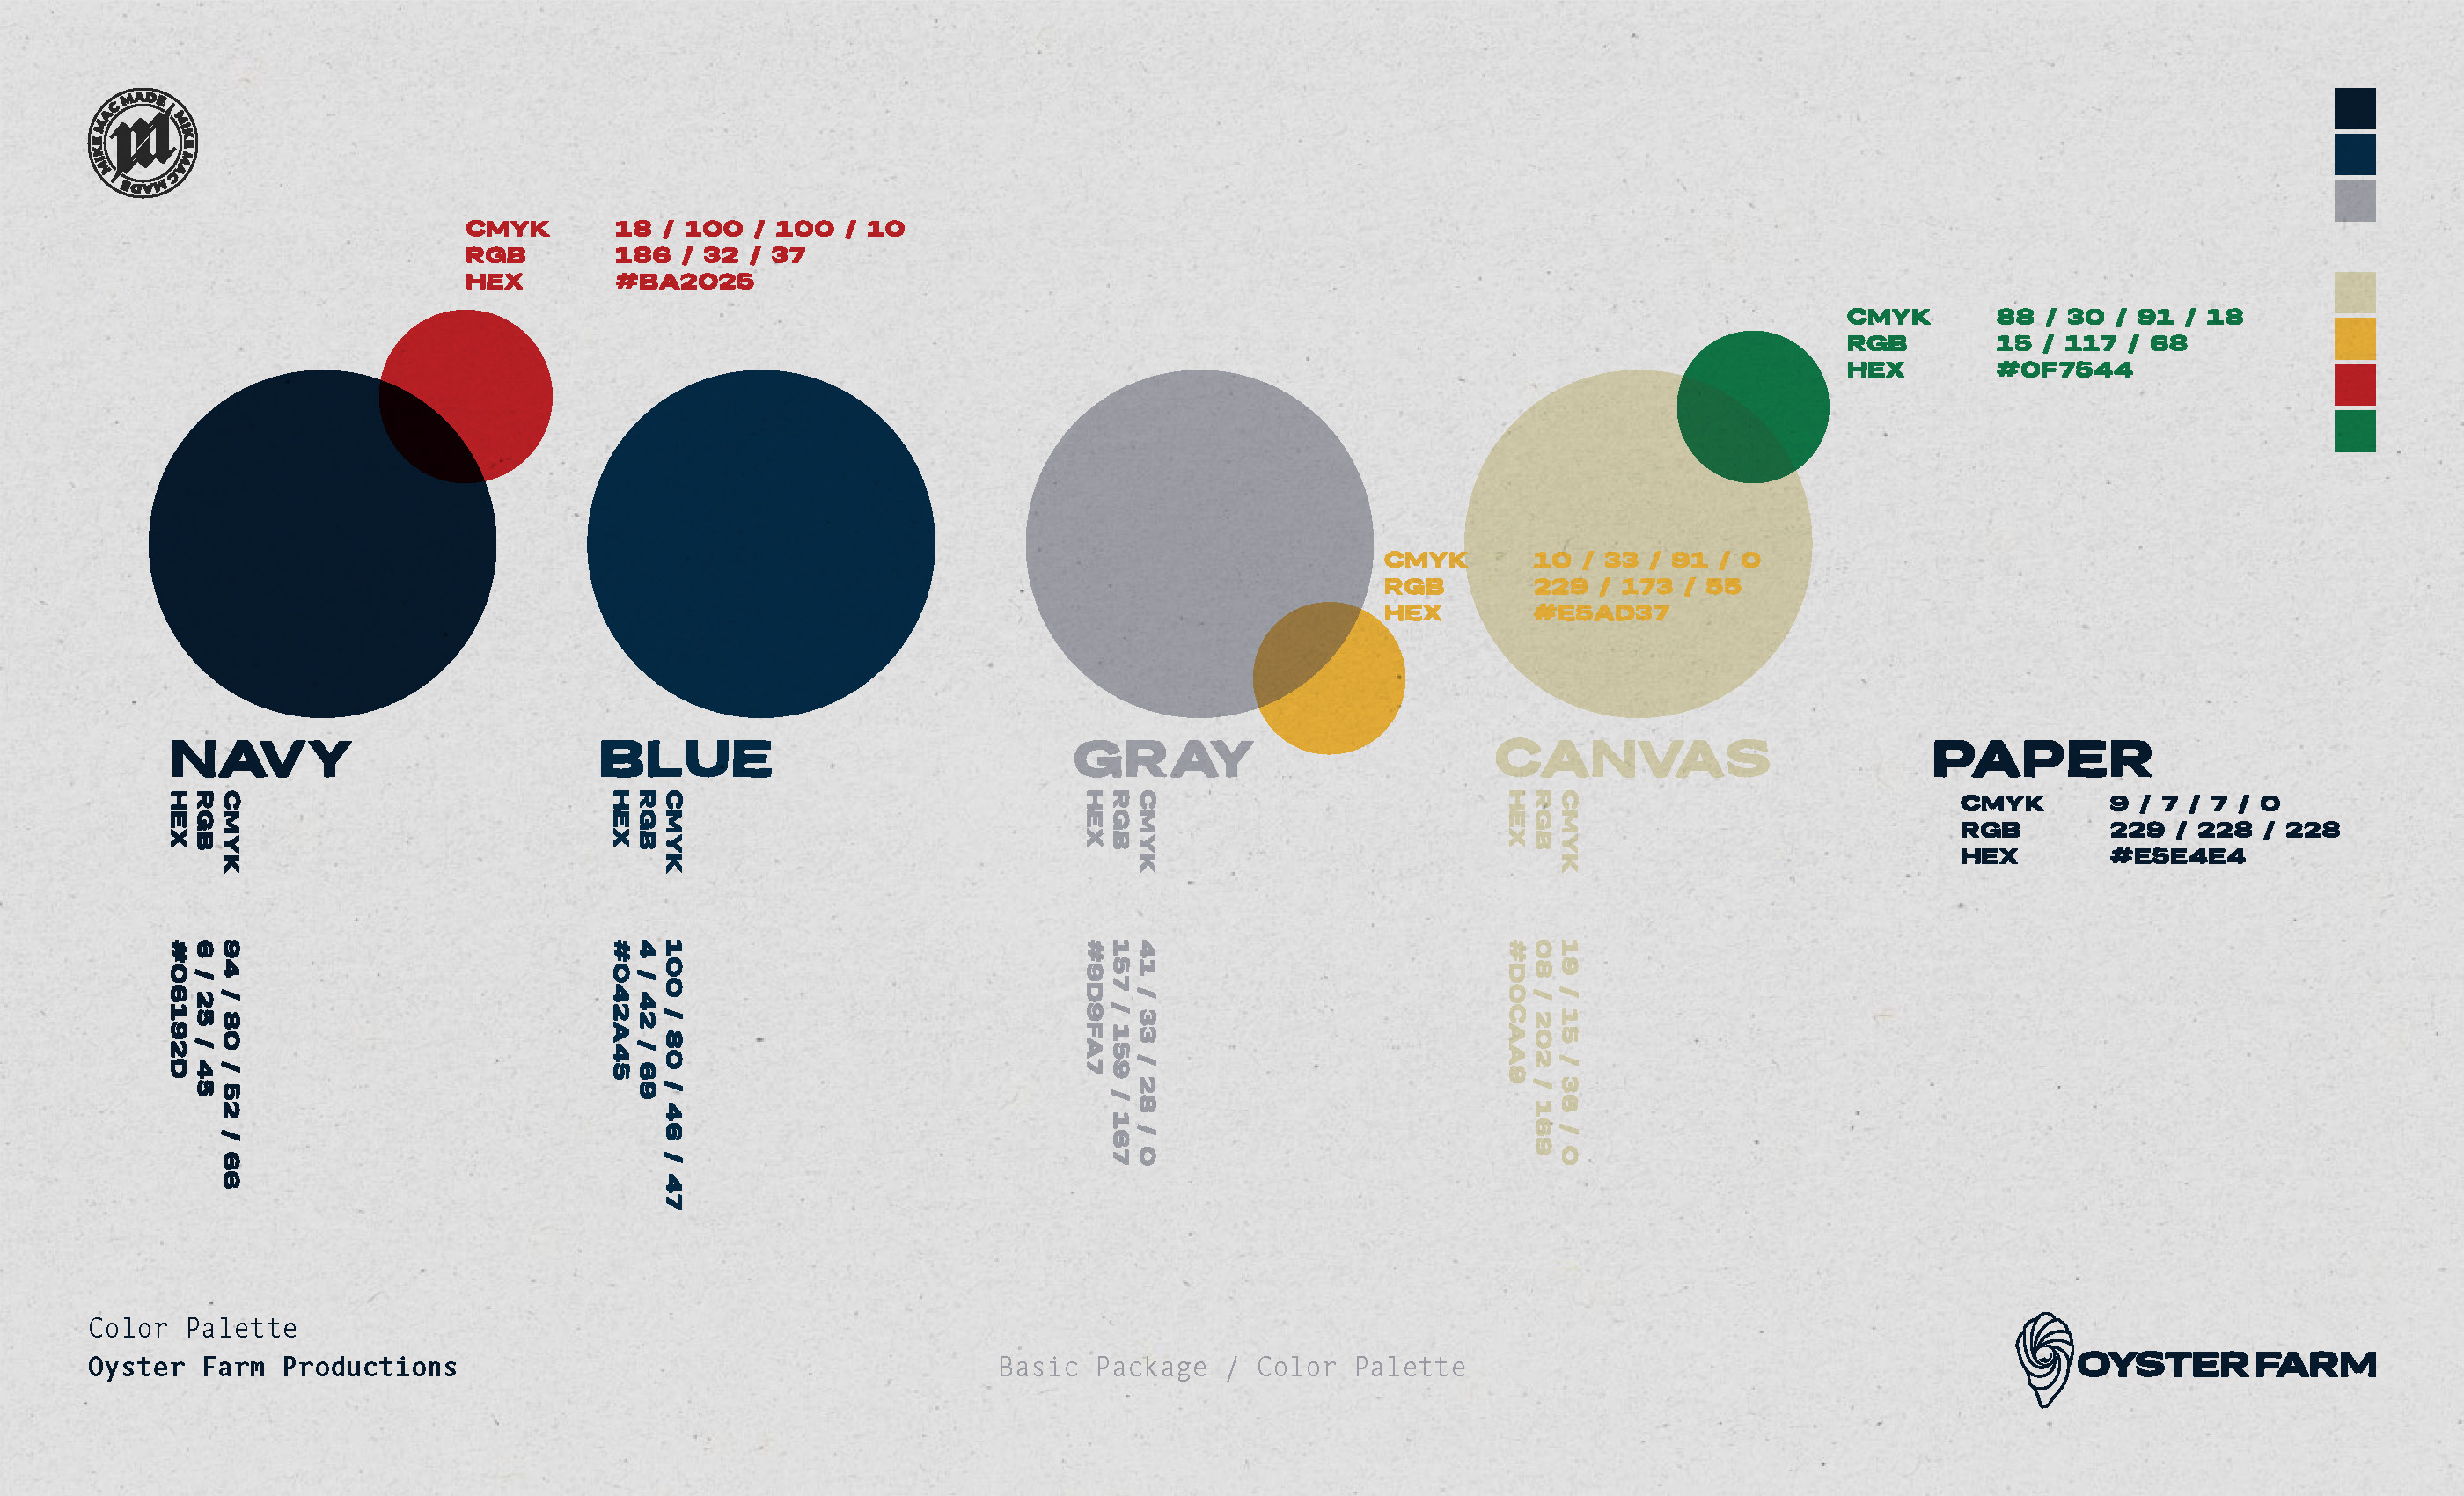 MIKE MAC MADE
MIKE MAC MADE
m
CMYK 18 / 100 / 100 / 10
RGB 186 / 32 / 37
HEX #BA2025
CMYK 88 / 30 / 91 / 18
RGB 15 / 117 / 68
HEX #0F7544
CMYK 10 / 33 / 91 / 0
RGB 229 / 173 / 55
HEX #E5AD37
NAVY
CMYK 94 / 80 / 52 / 66
RGB 6 / 25 / 45
HEX #06192D
BLUE
CMYK 100 / 80 / 46 / 47
RGB 4 / 42 / 69
HEX #042A45
GRAY
CMYK 41 / 33 / 28 / 0
RGB 157 / 159 / 167
HEX #9D9FA7
CANVAS
CMYK 19 / 15 / 36 / 0
RGB 08 / 202 / 169
HEX #D0CAA9
PAPER
CMYK 9 / 7 / 7 / 0
RGB 229 / 228 / 228
HEX #E5E4E4
Color Palette
Oyster Farm Productions
Basic Package / Color Palette
OYSTER FARM